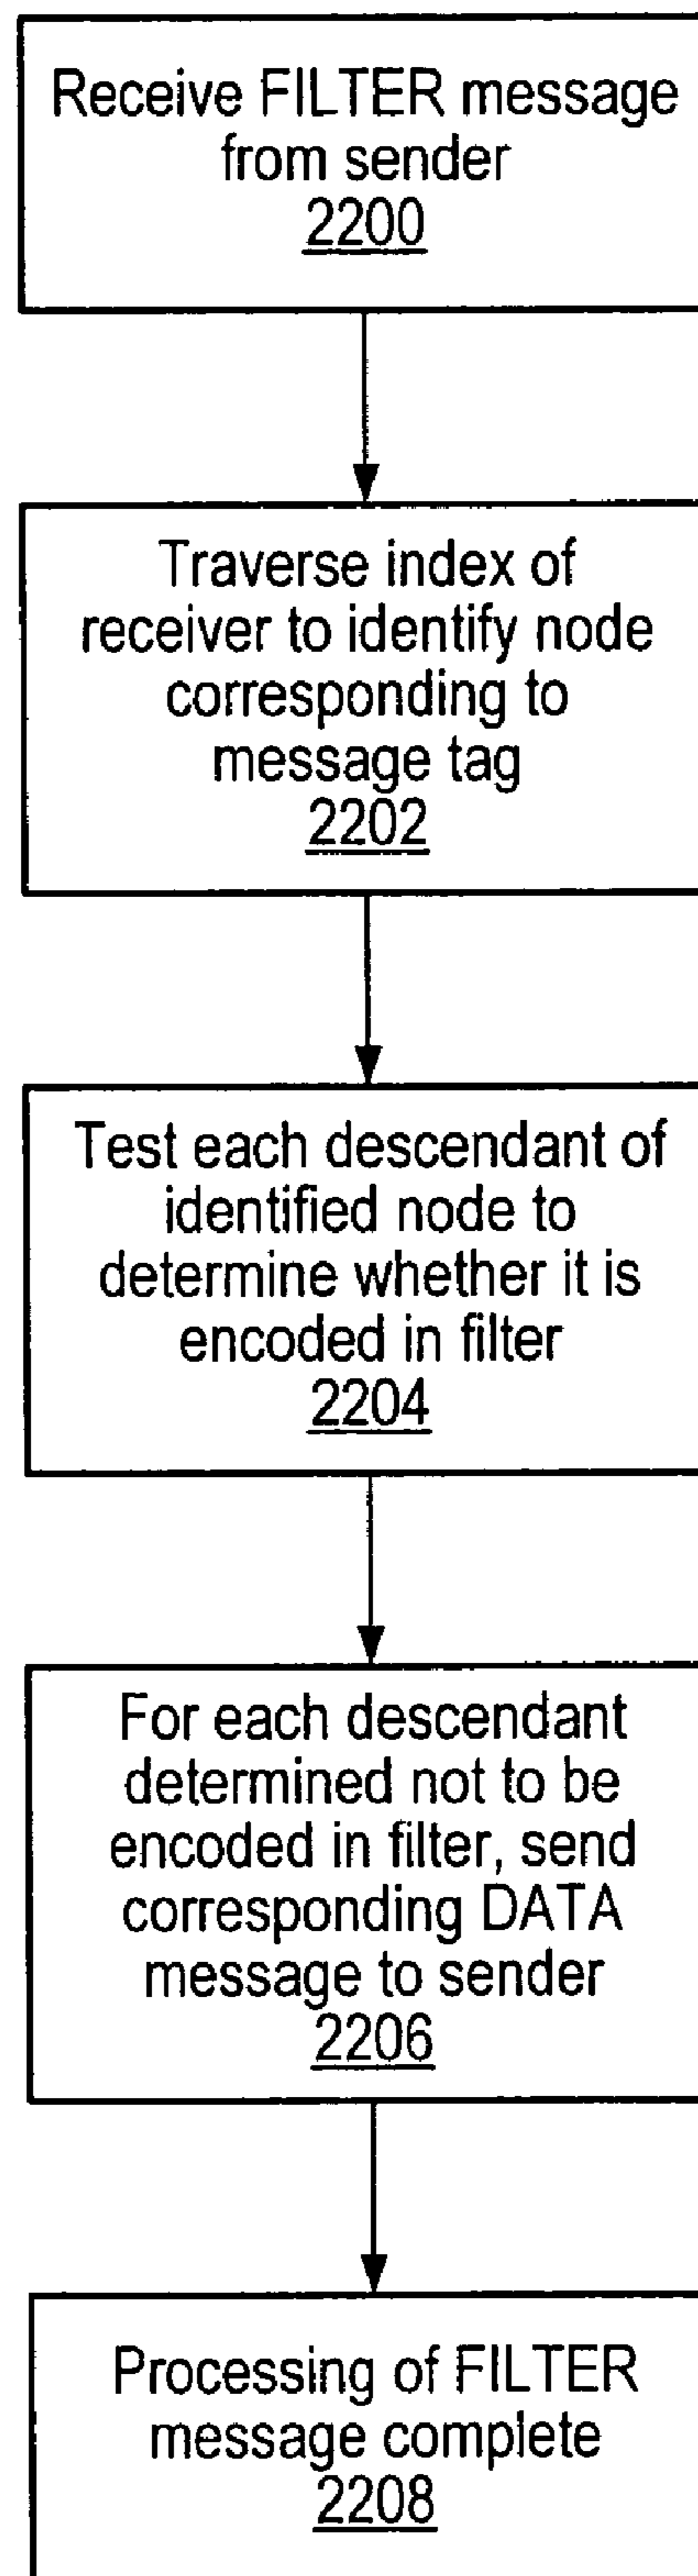 Receive FILTER message
from sender
2200
Traverse index of
receiver to identify node
corresponding to
message tag
2202
Test each descendant of
identified node to
determine whether it is
encoded in filter
2204
For each descendant
determined not to be
encoded in filter, send
corresponding DATA
message to sender
2206
Processing of FILTER
message complete
2208